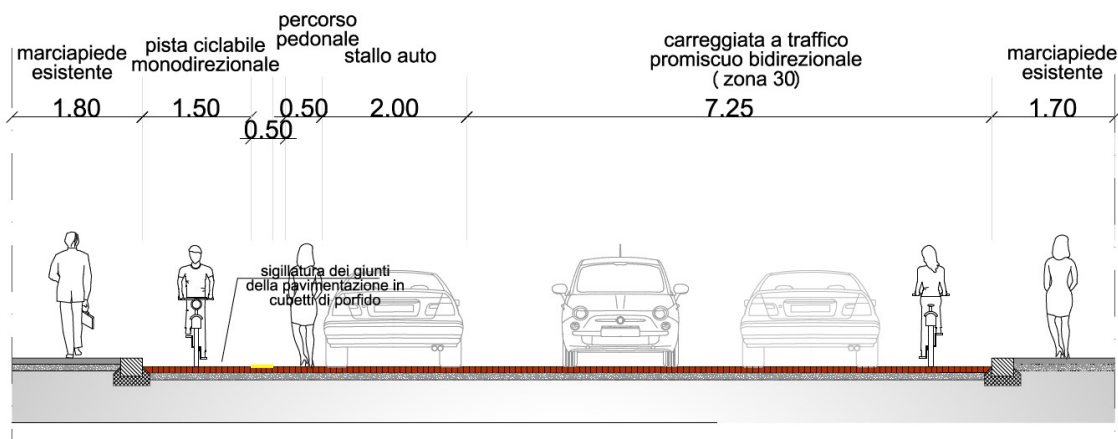 marciapiede
esistente
1.80
pista ciclabile
monodirezionale
1.50
0.50
percorso
pedonale
0.50
stallo auto
2.00
carreggiata a traffico
promiscuo bidirezionale
( zona 30)
7.25
marciapiede
esistente
1.70
sigillatura dei giunti
della pavimentazione in
cubetti di porfido